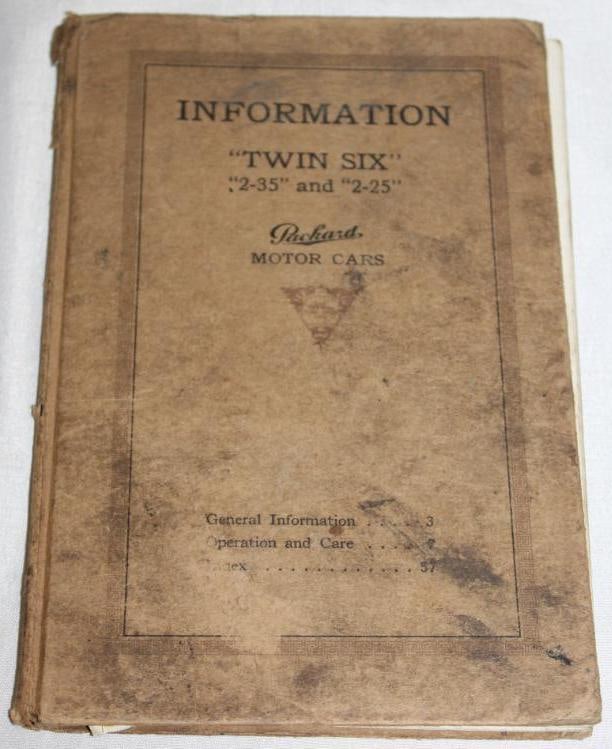 INFORMATION
"TWIN SIX"
"2-35" and "2-25"
Packard
MOTOR CARS
General Information ..... 3
Operation and Care .... 7
............ 57